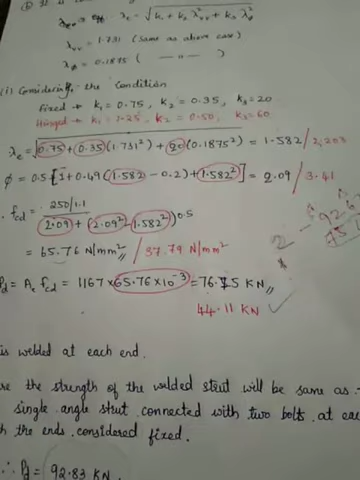 λe = √k1 + k2 λ²vv + k3 λ²φ
λvv = 1.731 (same as above case)
λφ = 0.1875 ( — " — )
(i) Considering the Condition
Fixed → k1 = 0.75, k2 = 0.35, k3 = 20
Hinged → k1 = 1.25, k2 = 0.50, k3 = 60
λe = √0.75 + 0.35(1.731²) + 20(0.1875²) = 1.582 / 2.203
φ = 0.5[1 + 0.49(1.582 − 0.2) + 1.582²] = 2.09 / 3.41
fcd = 250/1.1
2.09 + (2.09² − 1.582²)^0.5
= 65.76 N/mm² / 37.79 N/mm²
Pd = Ae fcd = 1167 × 65.76 × 10⁻³ = 76.75 KN
44.11 KN ✓
is welded at each end.
the strength of the welded strut will be same as
single angle strut connected with two bolts at each
the ends considered fixed.
∴ Pd = 92.83 KN.